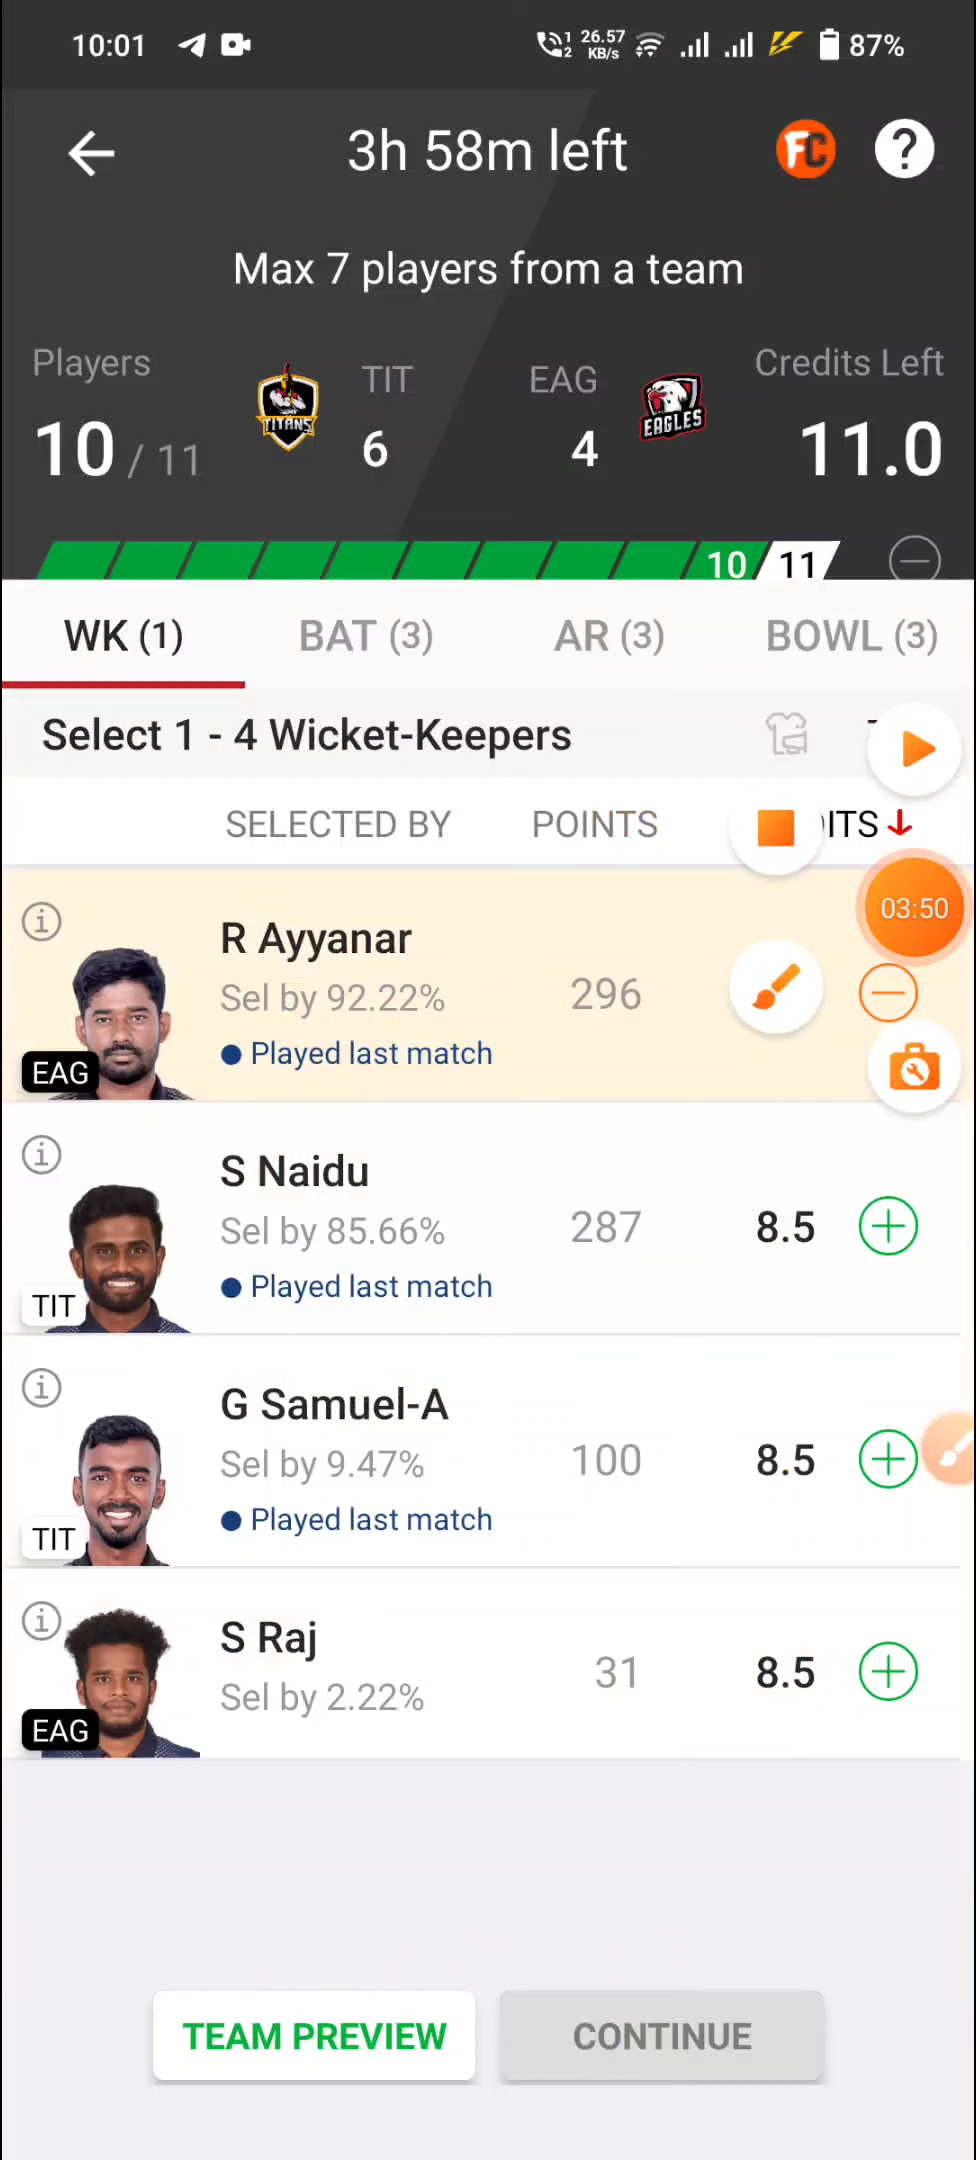 10:01 1 2 26.57 KB/s 87%
3h 58m left FC ?
Max 7 players from a team
Players TIT EAG Credits Left
TITANS EAGLES
10 / 11 6 4 11.0
10 11
WK (1) BAT (3) AR (3) BOWL (3)
Select 1 - 4 Wicket-Keepers
SELECTED BY POINTS ITS
03:50
R Ayyanar
Sel by 92.22% 296
Played last match
EAG
S Naidu
Sel by 85.66% 287 8.5
Played last match
TIT
G Samuel-A
Sel by 9.47% 100 8.5
Played last match
TIT
S Raj
Sel by 2.22% 31 8.5
EAG
TEAM PREVIEW CONTINUE